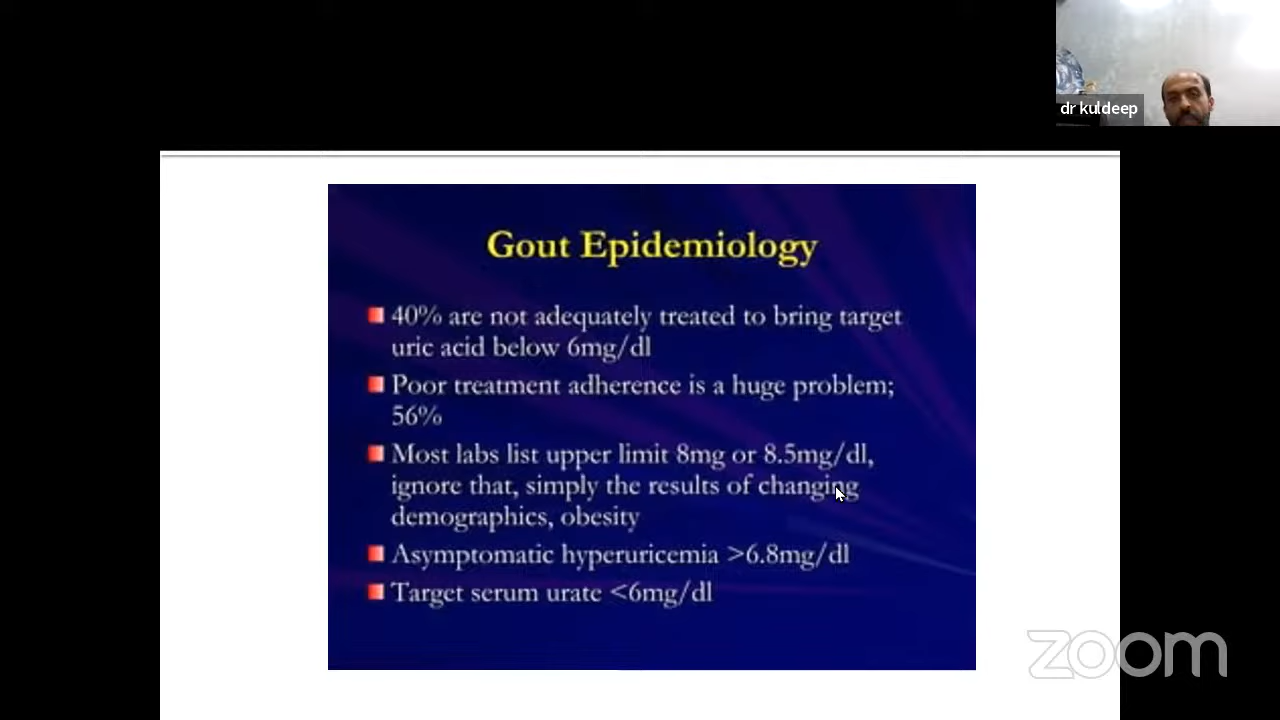 dr kuldeep
Gout Epidemiology
40% are not adequately treated to bring target
uric acid below 6mg/dl
Poor treatment adherence is a huge problem;
56%
Most labs list upper limit 8mg or 8.5mg/dl,
ignore that, simply the results of changing
demographics, obesity
Asymptomatic hyperuricemia >6.8mg/dl
Target serum urate <6mg/dl
zoom